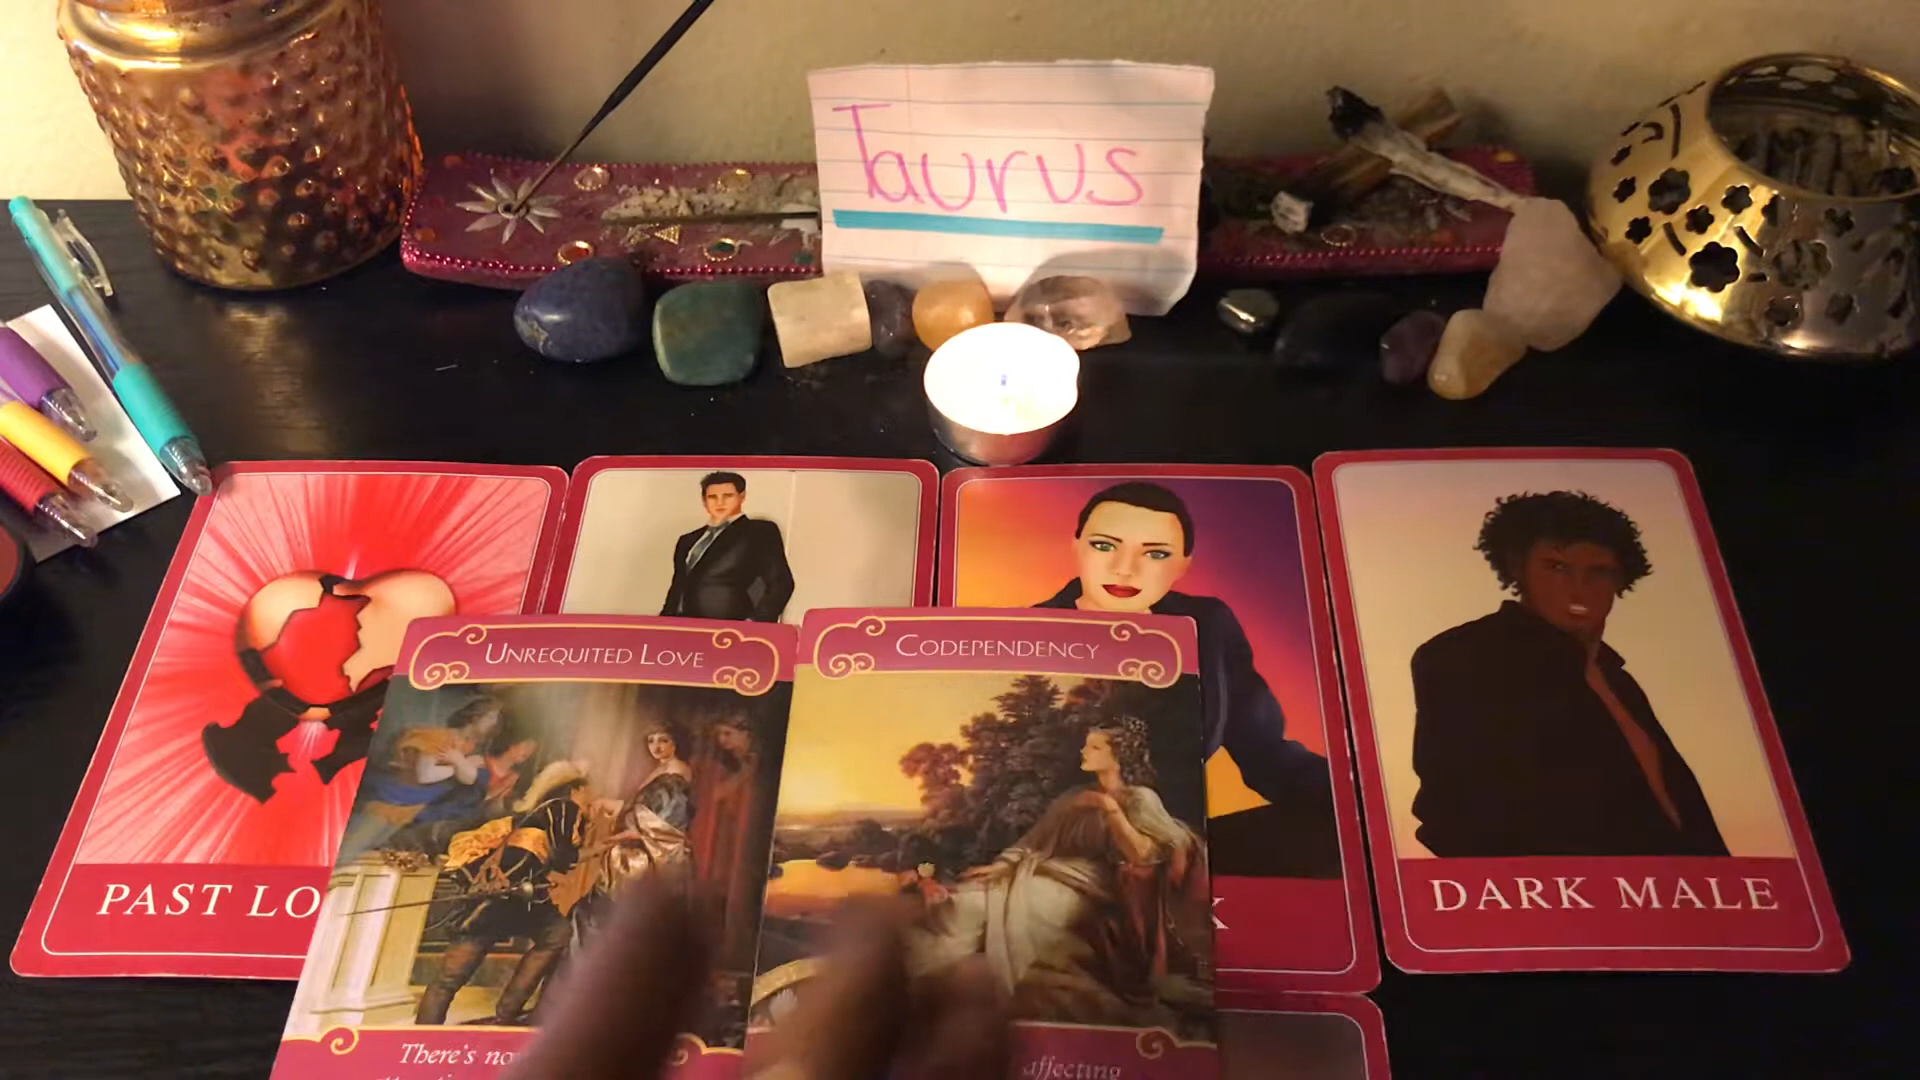 Taurus
UNREQUITED LOVE
CODEPENDENCY
PAST LO
DARK MALE
There's no
affecting